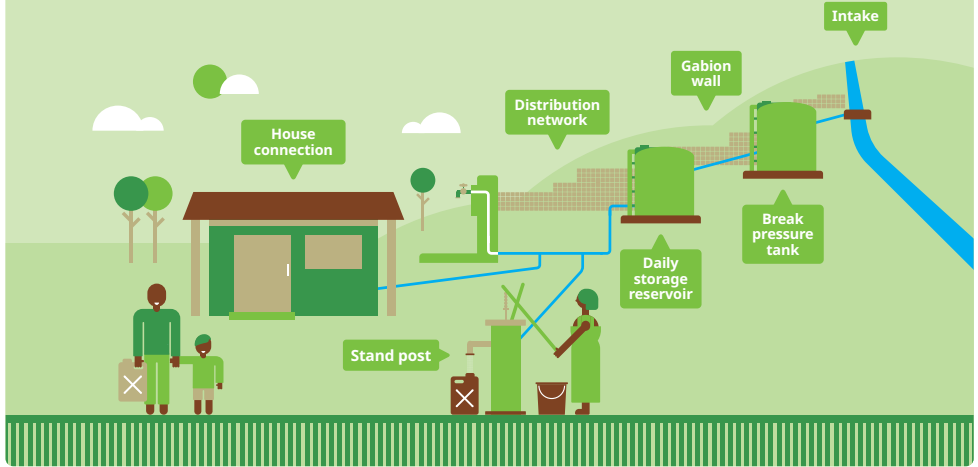 Intake
Gabion
wall
Distribution
network
House
connection
Break
pressure
tank
Daily
storage
reservoir
Stand post